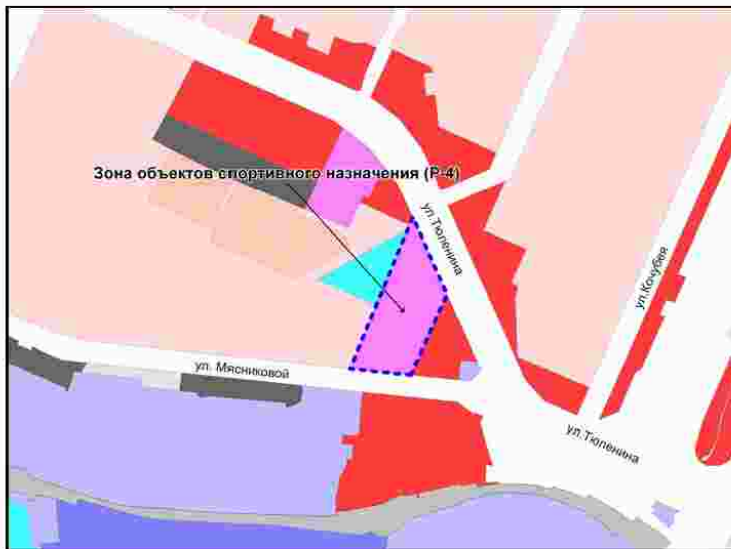 Зона объектов спортивного назначения (Р-4)
ул.Тюленина
ул.Кочубея
ул. Мясниковой
ул.Тюленина